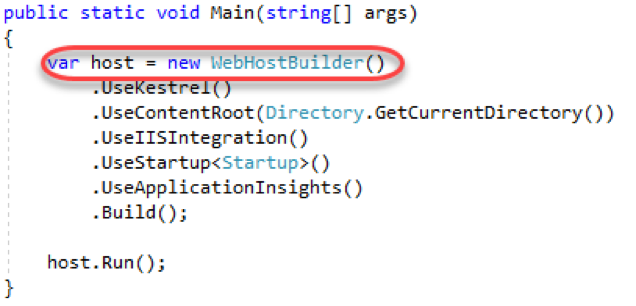 public static void Main(string[] args)
{
    var host = new WebHostBuilder()
        .UseKestrel()
        .UseContentRoot(Directory.GetCurrentDirectory())
        .UseIISIntegration()
        .UseStartup<Startup>()
        .UseApplicationInsights()
        .Build();

    host.Run();
}